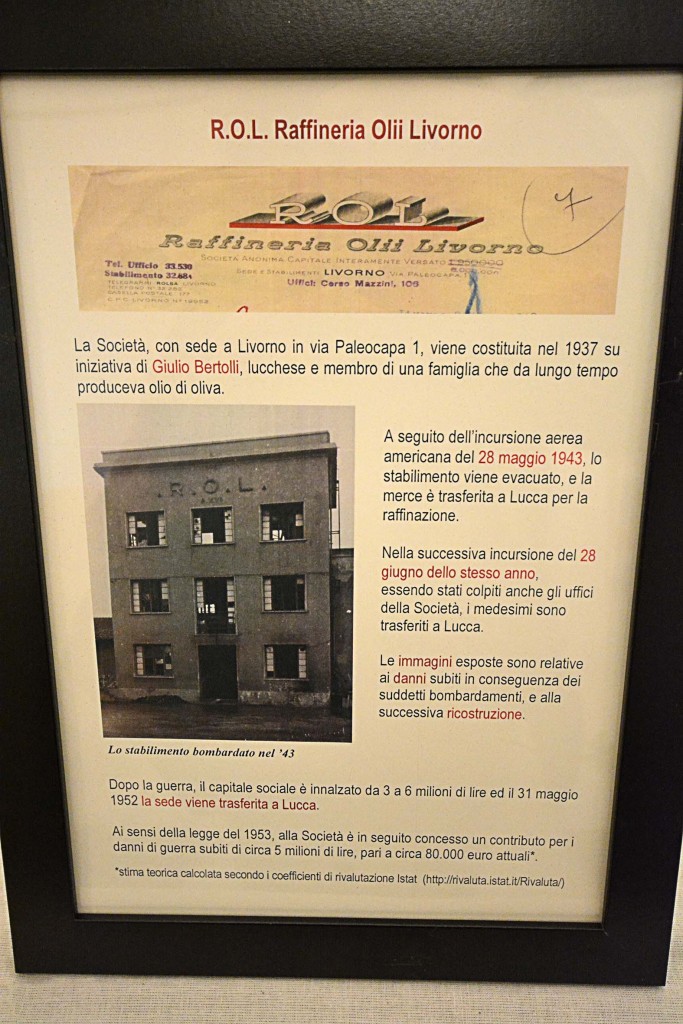 R.O.L. Raffineria Olii Livorno
7
ROL
Raffineria Olii Livorno
SOCIETÀ ANONIMA CAPITALE INTERAMENTE VERSATO
SEDE E STABILIMENTI LIVORNO VIA PALEOCAPA
Uffici: Corso Mazzini, 106
Tel. Ufficio 33.530
Stabilimento 32.684
TELEGRAMMI: ROLSA LIVORNO
CASELLA POSTALE 177
La Società, con sede a Livorno in via Paleocapa 1, viene costituita nel 1937 su
iniziativa di Giulio Bertolli, lucchese e membro di una famiglia che da lungo tempo
produceva olio di oliva.
.R.O.L.
A seguito dell'incursione aerea
americana del 28 maggio 1943, lo
stabilimento viene evacuato, e la
merce è trasferita a Lucca per la
raffinazione.
Nella successiva incursione del 28
giugno dello stesso anno,
essendo stati colpiti anche gli uffici
della Società, i medesimi sono
trasferiti a Lucca.
Le immagini esposte sono relative
ai danni subiti in conseguenza dei
suddetti bombardamenti, e alla
successiva ricostruzione.
Lo stabilimento bombardato nel '43
Dopo la guerra, il capitale sociale è innalzato da 3 a 6 milioni di lire ed il 31 maggio
1952 la sede viene trasferita a Lucca.
Ai sensi della legge del 1953, alla Società è in seguito concesso un contributo per i
danni di guerra subiti di circa 5 milioni di lire, pari a circa 80.000 euro attuali*.
*stima teorica calcolata secondo i coefficienti di rivalutazione Istat (http://rivaluta.istat.it/Rivaluta/)